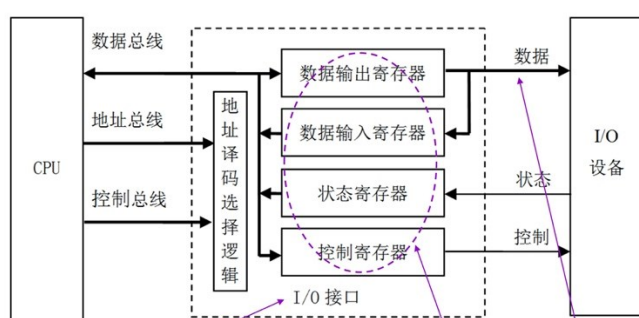 数据总线
数据输出寄存器
数据
地址总线
地址译码选择逻辑
数据输入寄存器
CPU
I/O
设备
控制总线
状态寄存器
状态
控制寄存器
控制
I/O 接口